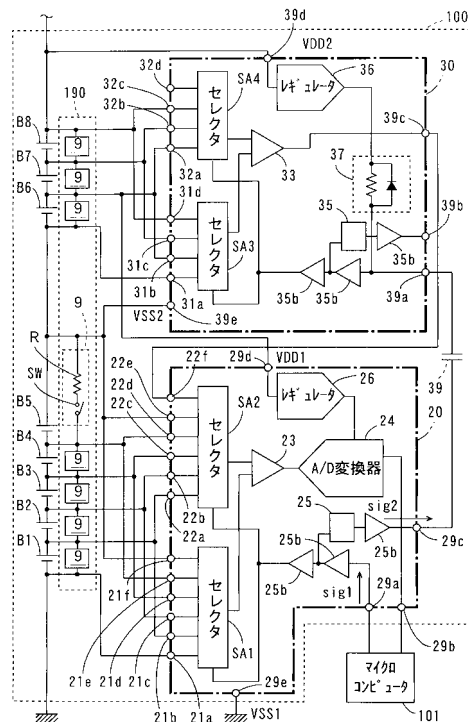 100
39d
VDD2
190
32d
32c
32b
SA4
セレクタ
レギュレータ
36
30
39c
B8
9
B7
9
B6
9
32a
31d
33
37
39b
セレクタ
SA3
35
35b
31c
31b
31a
35b
35b
39a
VSS2
39e
9
R
SW
22f
29d
VDD1
39
22e
22d
22c
SA2
セレクタ
レギュレータ
26
20
B5
24
23
A/D変換器
B4
9
B3
9
B2
9
B1
9
22b
22a
25
sig2
25b
29c
21f
25b
25b
sig1
29a
セレクタ
SA1
29b
21e
21d
21c
21b
21a
29e
VSS1
マイクロ
コンピュータ
101